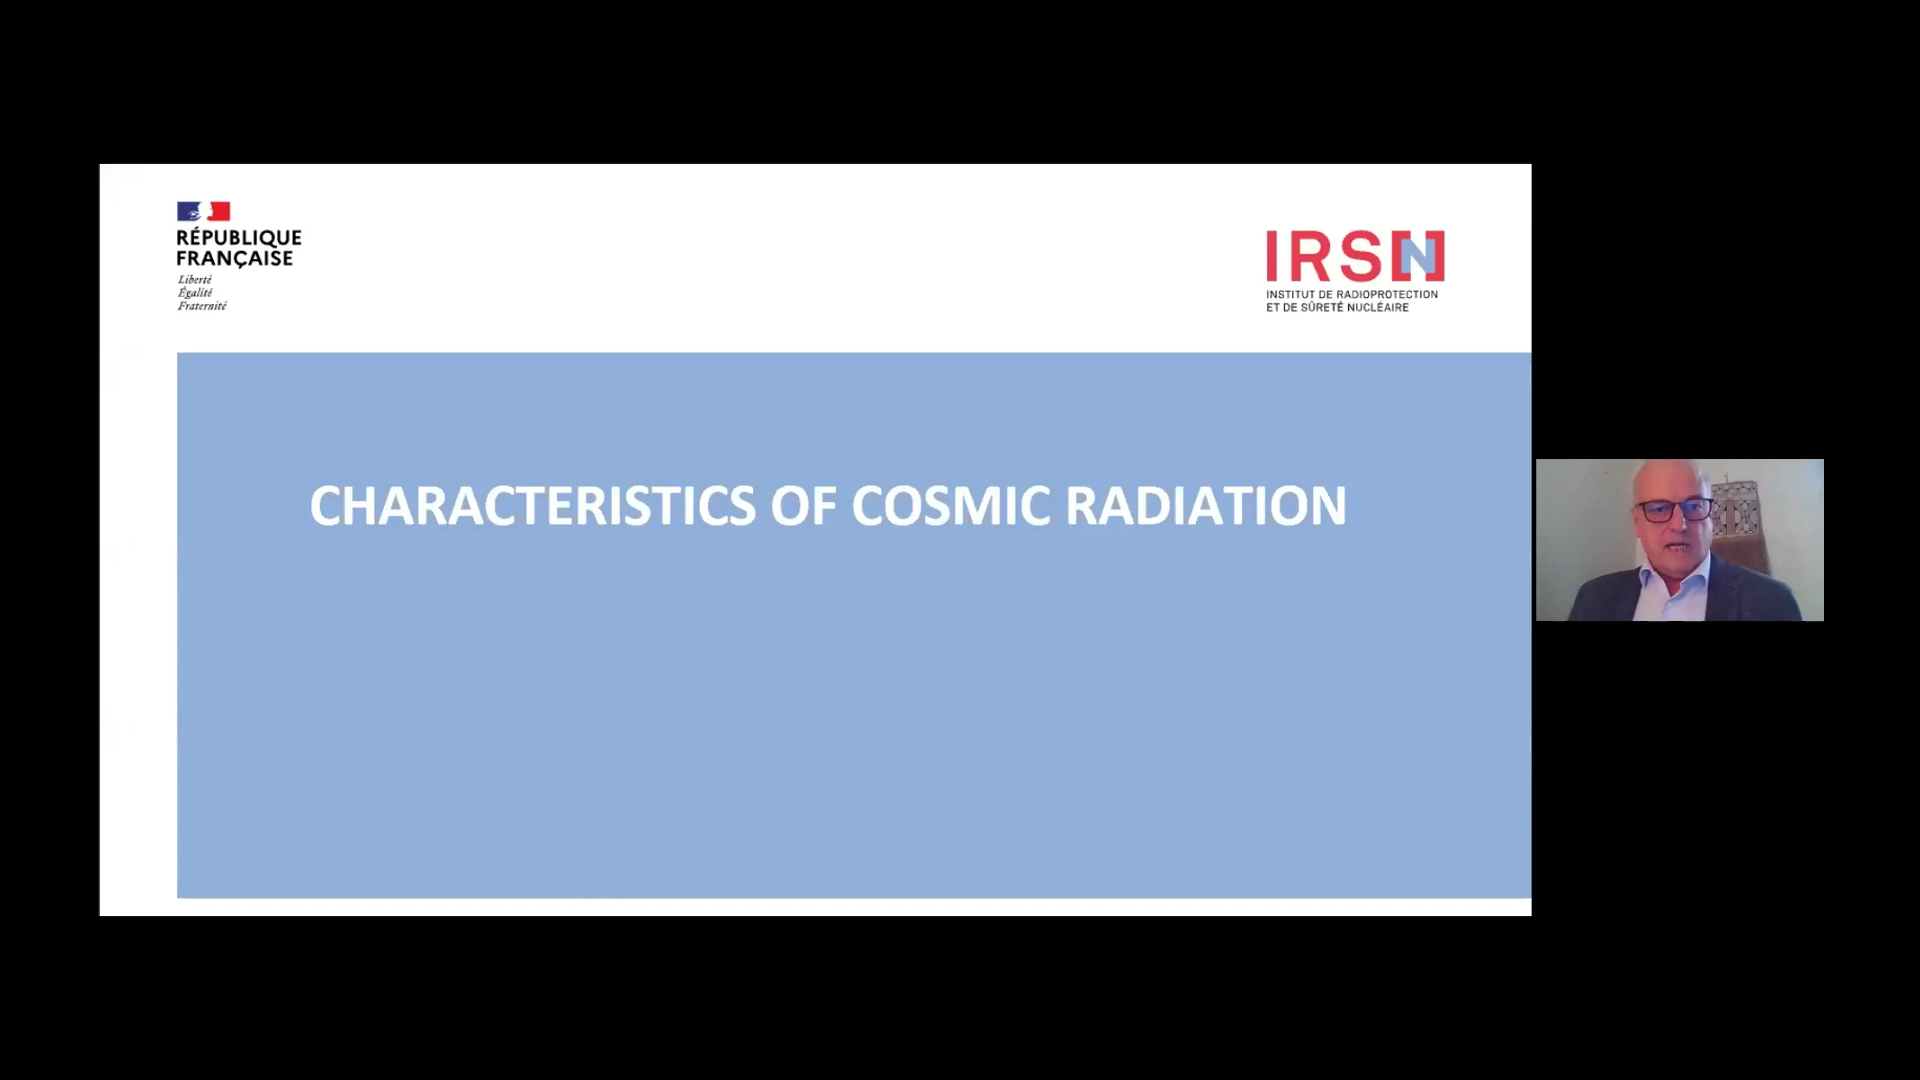 RÉPUBLIQUE
FRANÇAISE
Liberté
Égalité
Fraternité
IRSN
INSTITUT DE RADIOPROTECTION
ET DE SÛRETÉ NUCLÉAIRE
CHARACTERISTICS OF COSMIC RADIATION